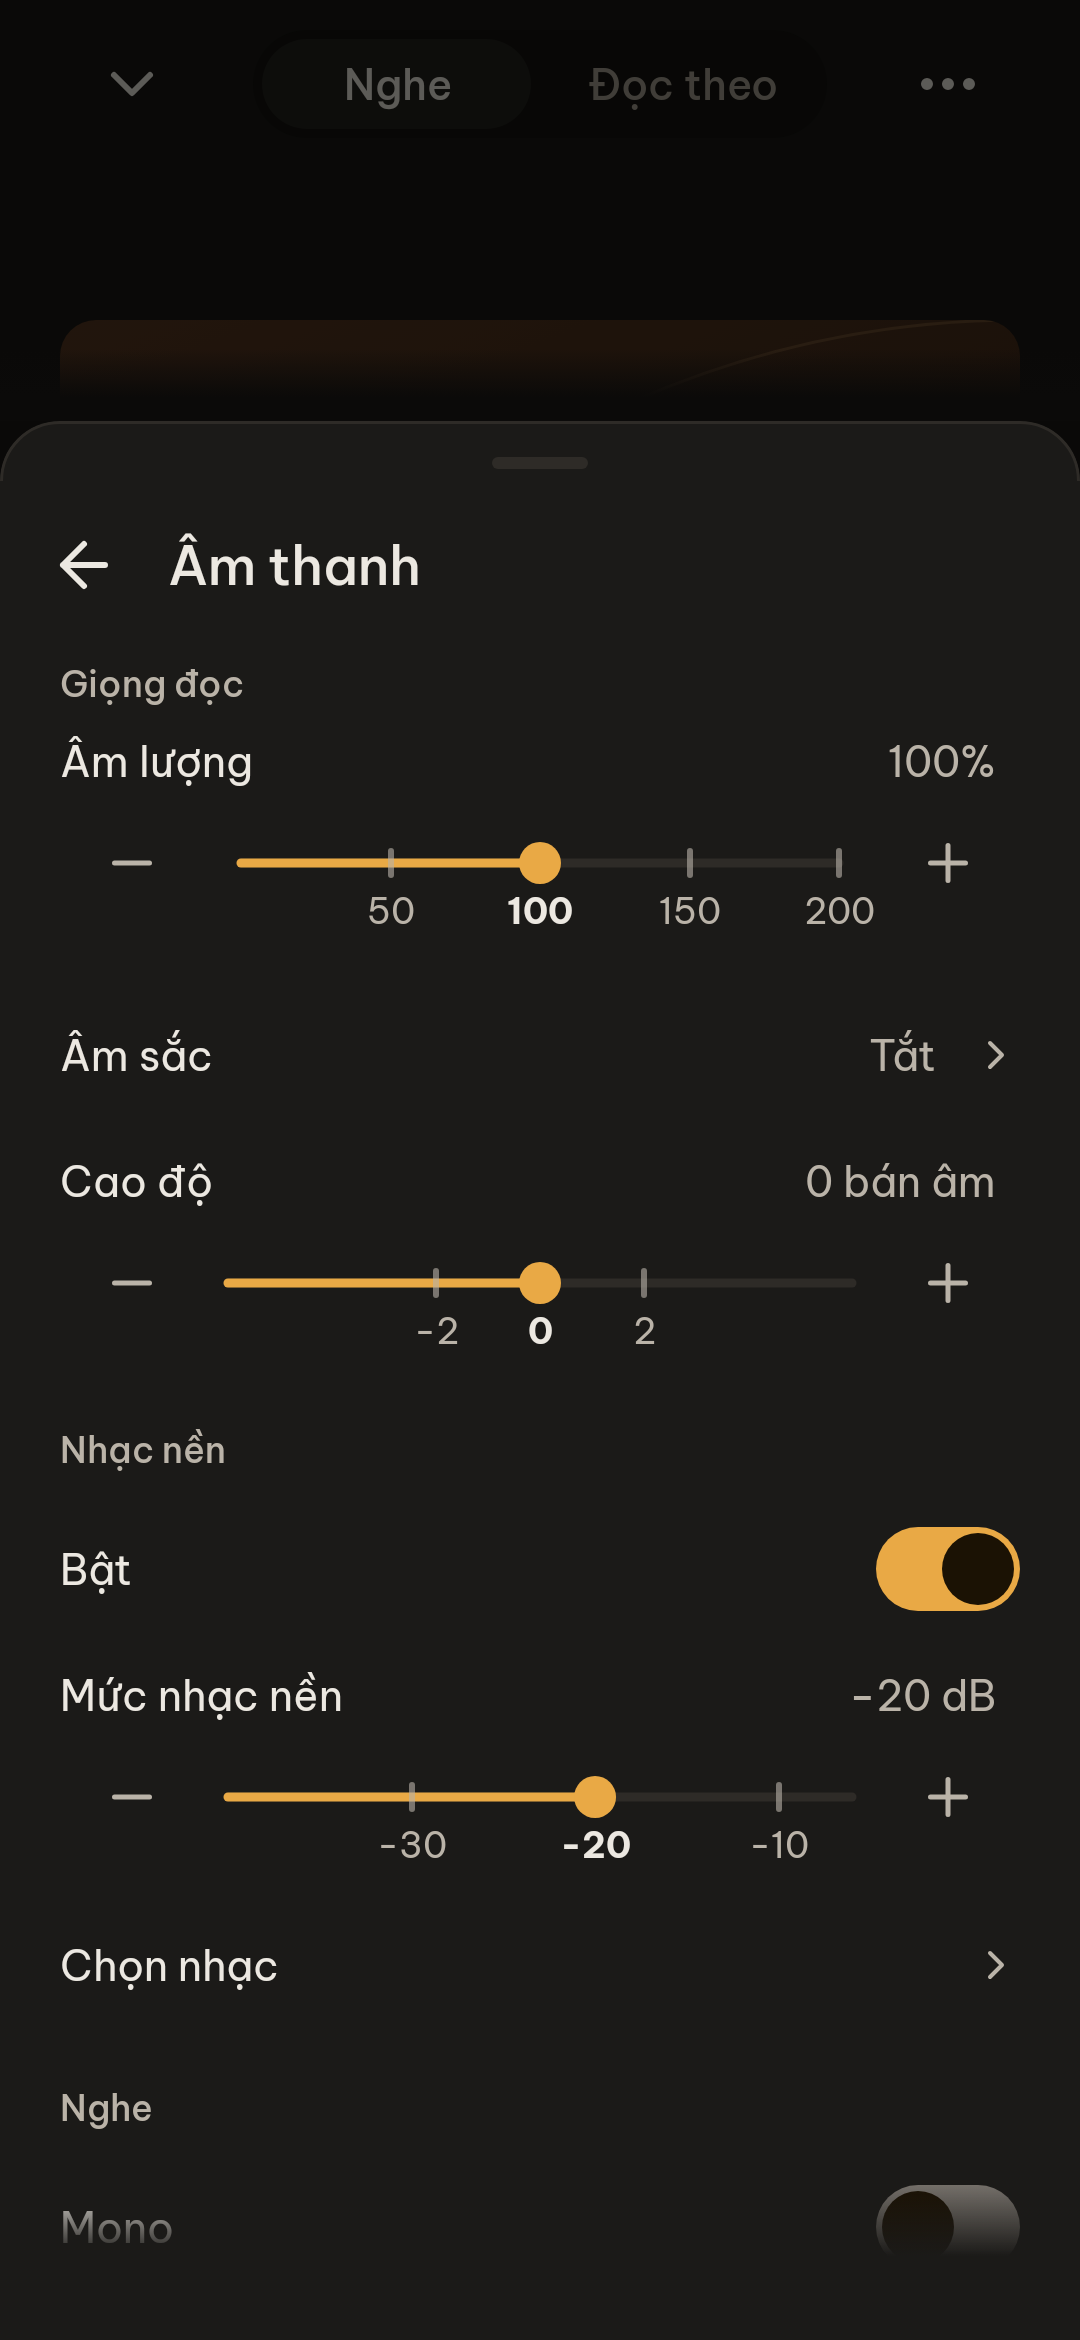 Nghe Đọc theo
Âm thanh
Giọng đọc
Âm lượng 100%
50 100 150 200
Âm sắc Tắt
Cao độ 0 bán âm
-2 0 2
Nhạc nền
Bật
Mức nhạc nền -20 dB
-30 -20 -10
Chọn nhạc
Nghe
Mono